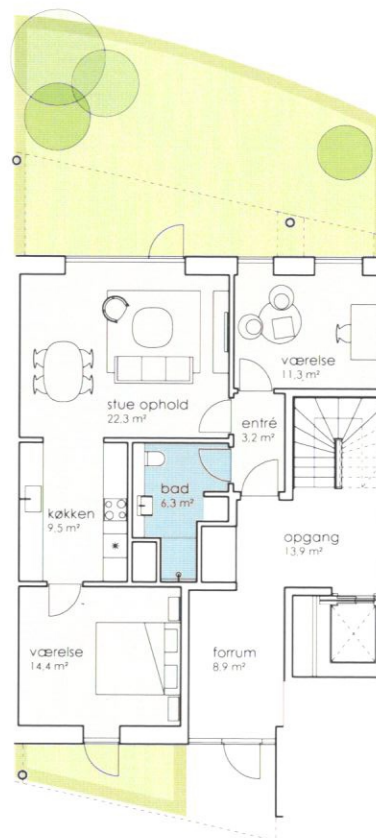 værelse
11,3 m²
stue ophold
22,3 m²
entré
3,2 m²
bad
6,3 m²
køkken
9,5 m²
opgang
13,9 m²
værelse
14,4 m²
forrum
8,9 m²